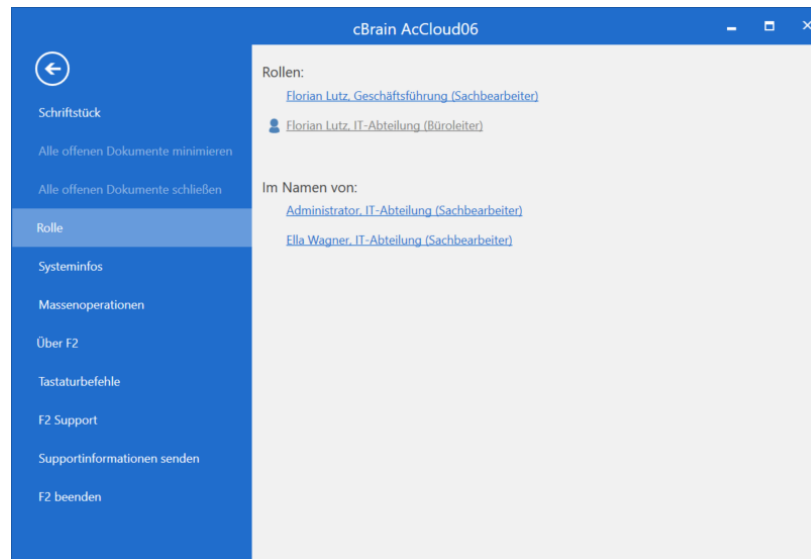 cBrain AcCloud06
Schriftstück
Alle offenen Dokumente minimieren
Alle offenen Dokumente schließen
Rolle
Systeminfos
Massenoperationen
Über F2
Tastaturbefehle
F2 Support
Supportinformationen senden
F2 beenden
Rollen:
Florian Lutz, Geschäftsführung (Sachbearbeiter)
Florian Lutz, IT-Abteilung (Büroleiter)
Im Namen von:
Administrator, IT-Abteilung (Sachbearbeiter)
Ella Wagner, IT-Abteilung (Sachbearbeiter)